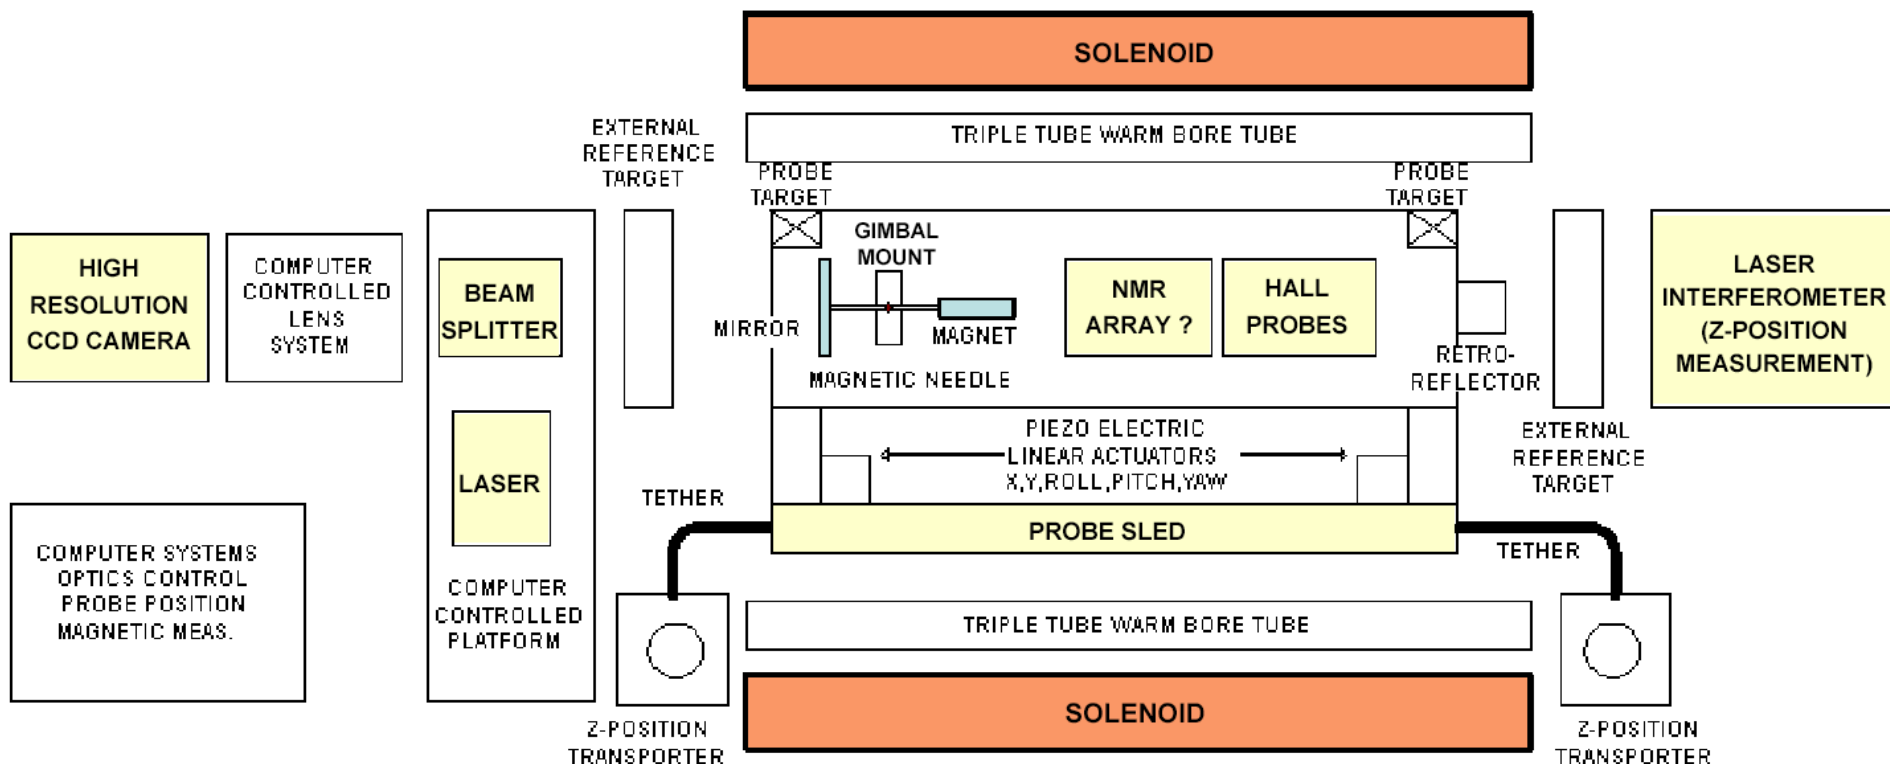 SOLENOID
TRIPLE TUBE WARM BORE TUBE
EXTERNAL
REFERENCE
TARGET
PROBE
TARGET
PROBE
TARGET
HIGH
RESOLUTION
CCD CAMERA
COMPUTER
CONTROLLED
LENS
SYSTEM
BEAM
SPLITTER
LASER
COMPUTER
CONTROLLED
PLATFORM
MIRROR
GIMBAL
MOUNT
MAGNET
MAGNETIC NEEDLE
NMR
ARRAY ?
HALL
PROBES
RETRO-
REFLECTOR
LASER
INTERFEROMETER
(Z-POSITION
MEASUREMENT)
EXTERNAL
REFERENCE
TARGET
PIEZO ELECTRIC
LINEAR ACTUATORS
X,Y,ROLL,PITCH,YAW
TETHER
PROBE SLED
TETHER
COMPUTER SYSTEMS
OPTICS CONTROL
PROBE POSITION
MAGNETIC MEAS.
TRIPLE TUBE WARM BORE TUBE
SOLENOID
Z-POSITION
TRANSPORTER
Z-POSITION
TRANSPORTER